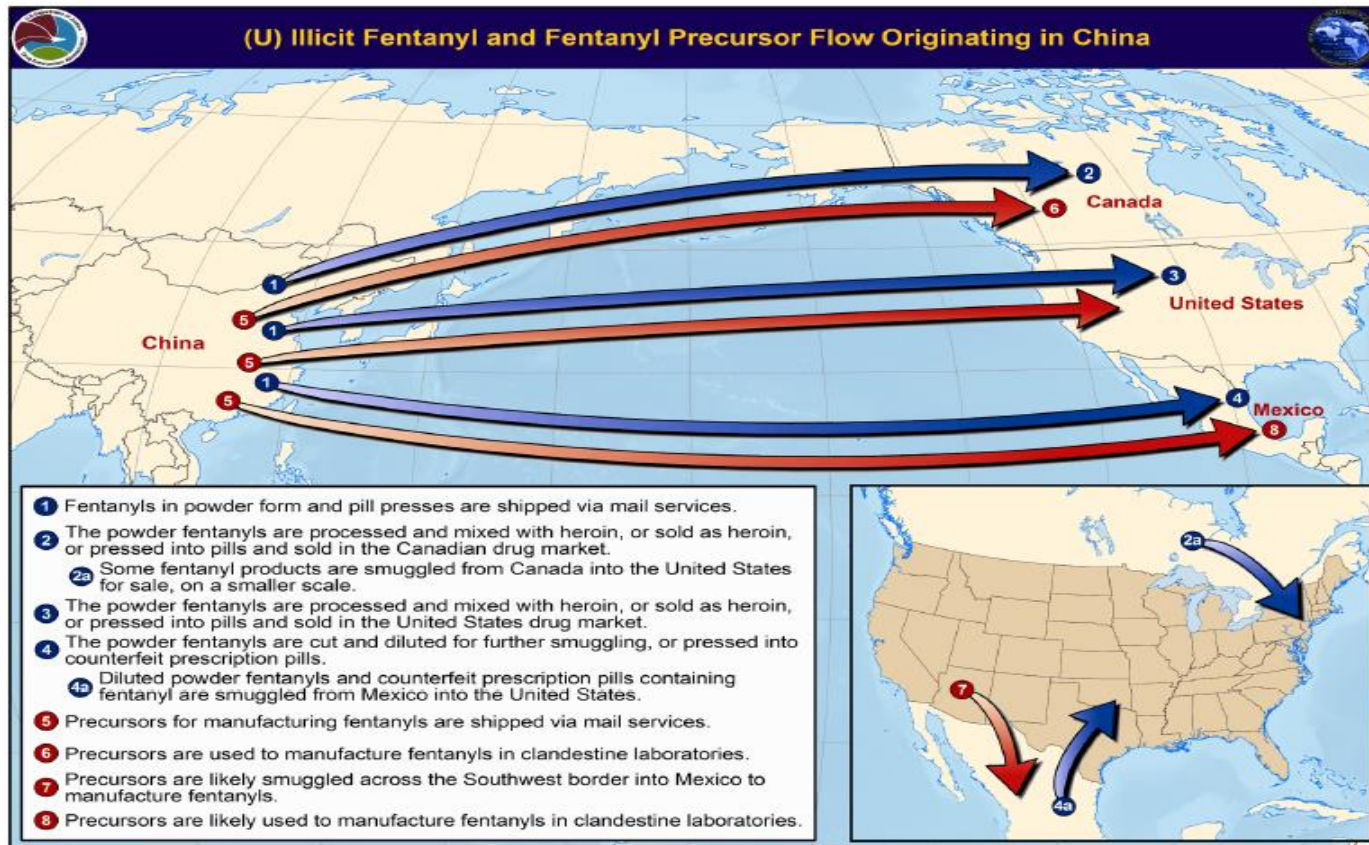 (U) Illicit Fentanyl and Fentanyl Precursor Flow Originating in China
2
Canada
6
1
3
United States
5
1
China
5
1
5
4
Mexico
8
1 Fentanyls in powder form and pill presses are shipped via mail services.
2 The powder fentanyls are processed and mixed with heroin, or sold as heroin,
or pressed into pills and sold in the Canadian drug market.
2a Some fentanyl products are smuggled from Canada into the United States
for sale, on a smaller scale.
3 The powder fentanyls are processed and mixed with heroin, or sold as heroin,
or pressed into pills and sold in the United States drug market.
4 The powder fentanyls are cut and diluted for further smuggling, or pressed into
counterfeit prescription pills.
4a Diluted powder fentanyls and counterfeit prescription pills containing
fentanyl are smuggled from Mexico into the United States.
5 Precursors for manufacturing fentanyls are shipped via mail services.
6 Precursors are used to manufacture fentanyls in clandestine laboratories.
7 Precursors are likely smuggled across the Southwest border into Mexico to
manufacture fentanyls.
8 Precursors are likely used to manufacture fentanyls in clandestine laboratories.
2a
7
4a